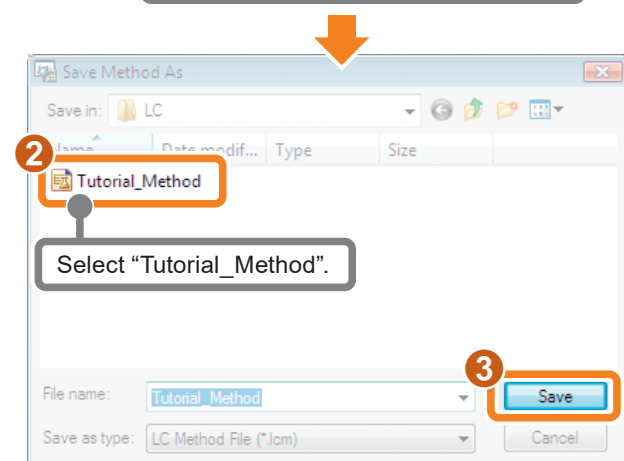 Save Method As
Save in: LC
Name Date modif... Type Size
2
Tutorial_Method
Select “Tutorial_Method”.
3
File name: Tutorial_Method Save
Save as type: LC Method File (*.lcm) Cancel